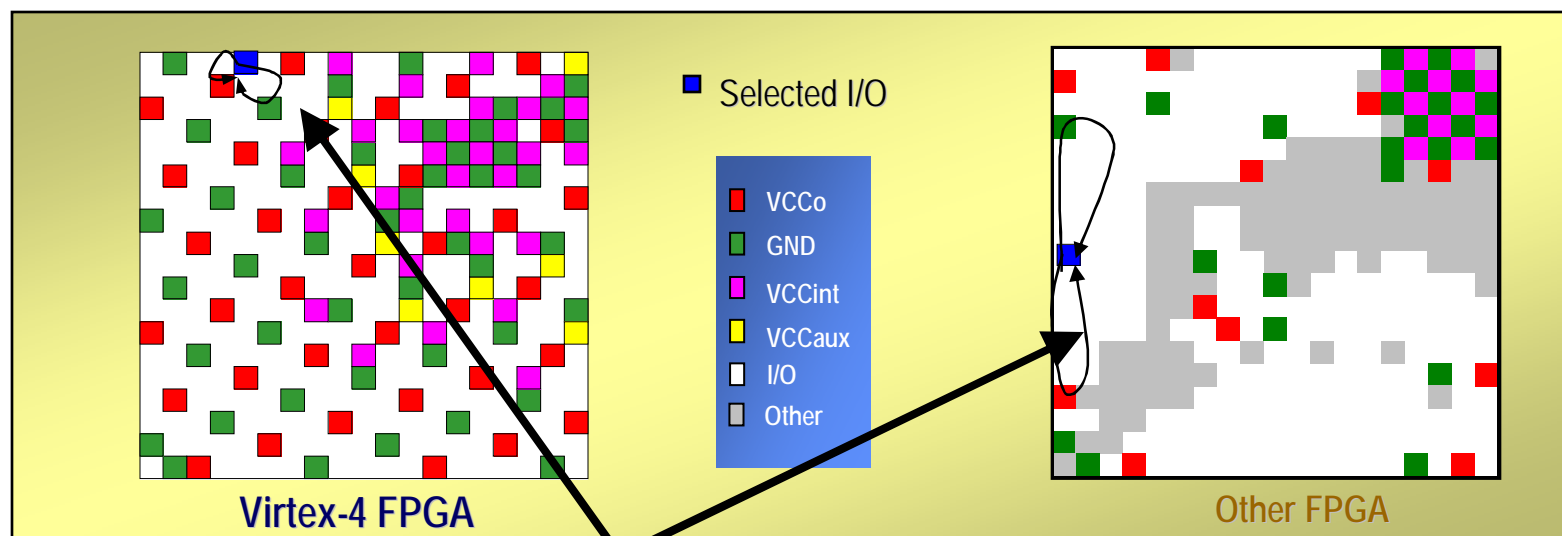 Selected I/O
VCCo
GND
VCCint
VCCaux
I/O
Other
Virtex-4 FPGA
Other FPGA